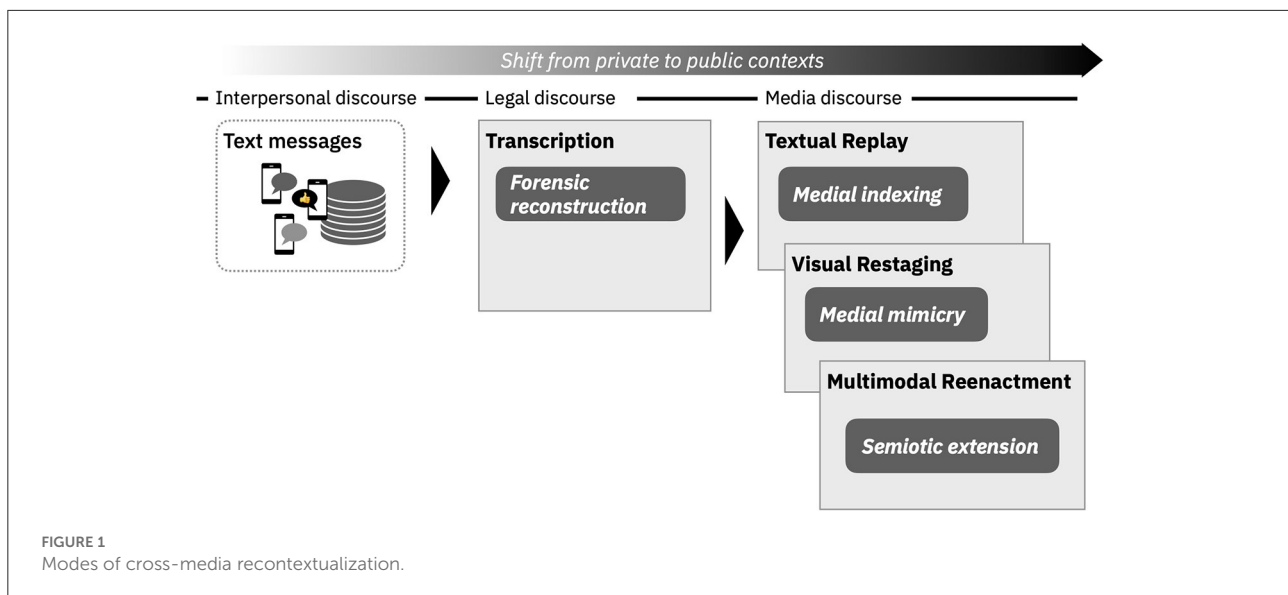 Shift from private to public contexts
Interpersonal discourse
Legal discourse
Media discourse
Text messages
Transcription
Forensic
reconstruction
Textual Replay
Medial indexing
Visual Restaging
Medial mimicry
Multimodal Reenactment
Semiotic extension
FIGURE 1
Modes of cross-media recontextualization.